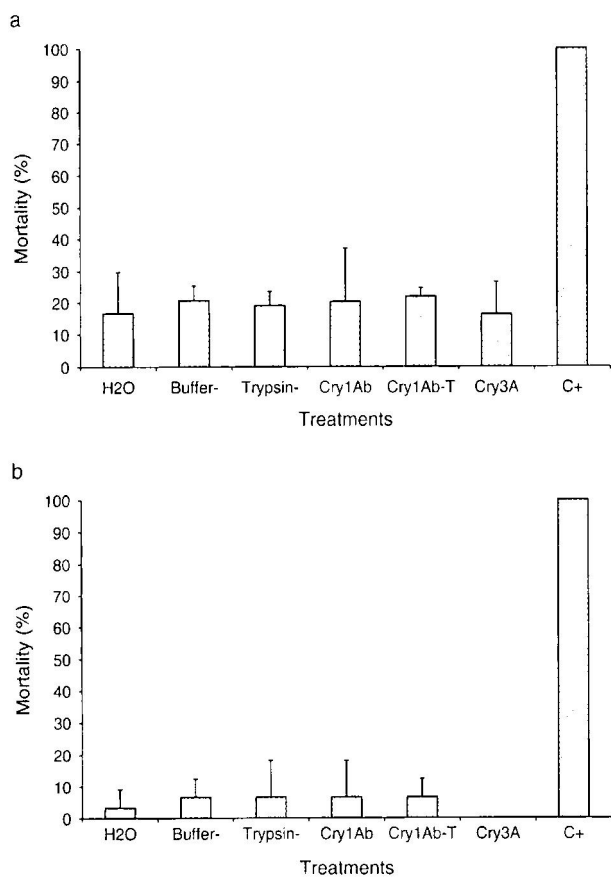 a
100
90
80
70
60
50
40
30
20
10
0
Mortality (%)
H2O Buffer- Trypsin- Cry1Ab Cry1Ab-T Cry3A C+
Treatments
b
100
90
80
70
60
50
40
30
20
10
0
Mortality (%)
H2O Buffer- Trypsin- Cry1Ab Cry1Ab-T Cry3A C+
Treatments